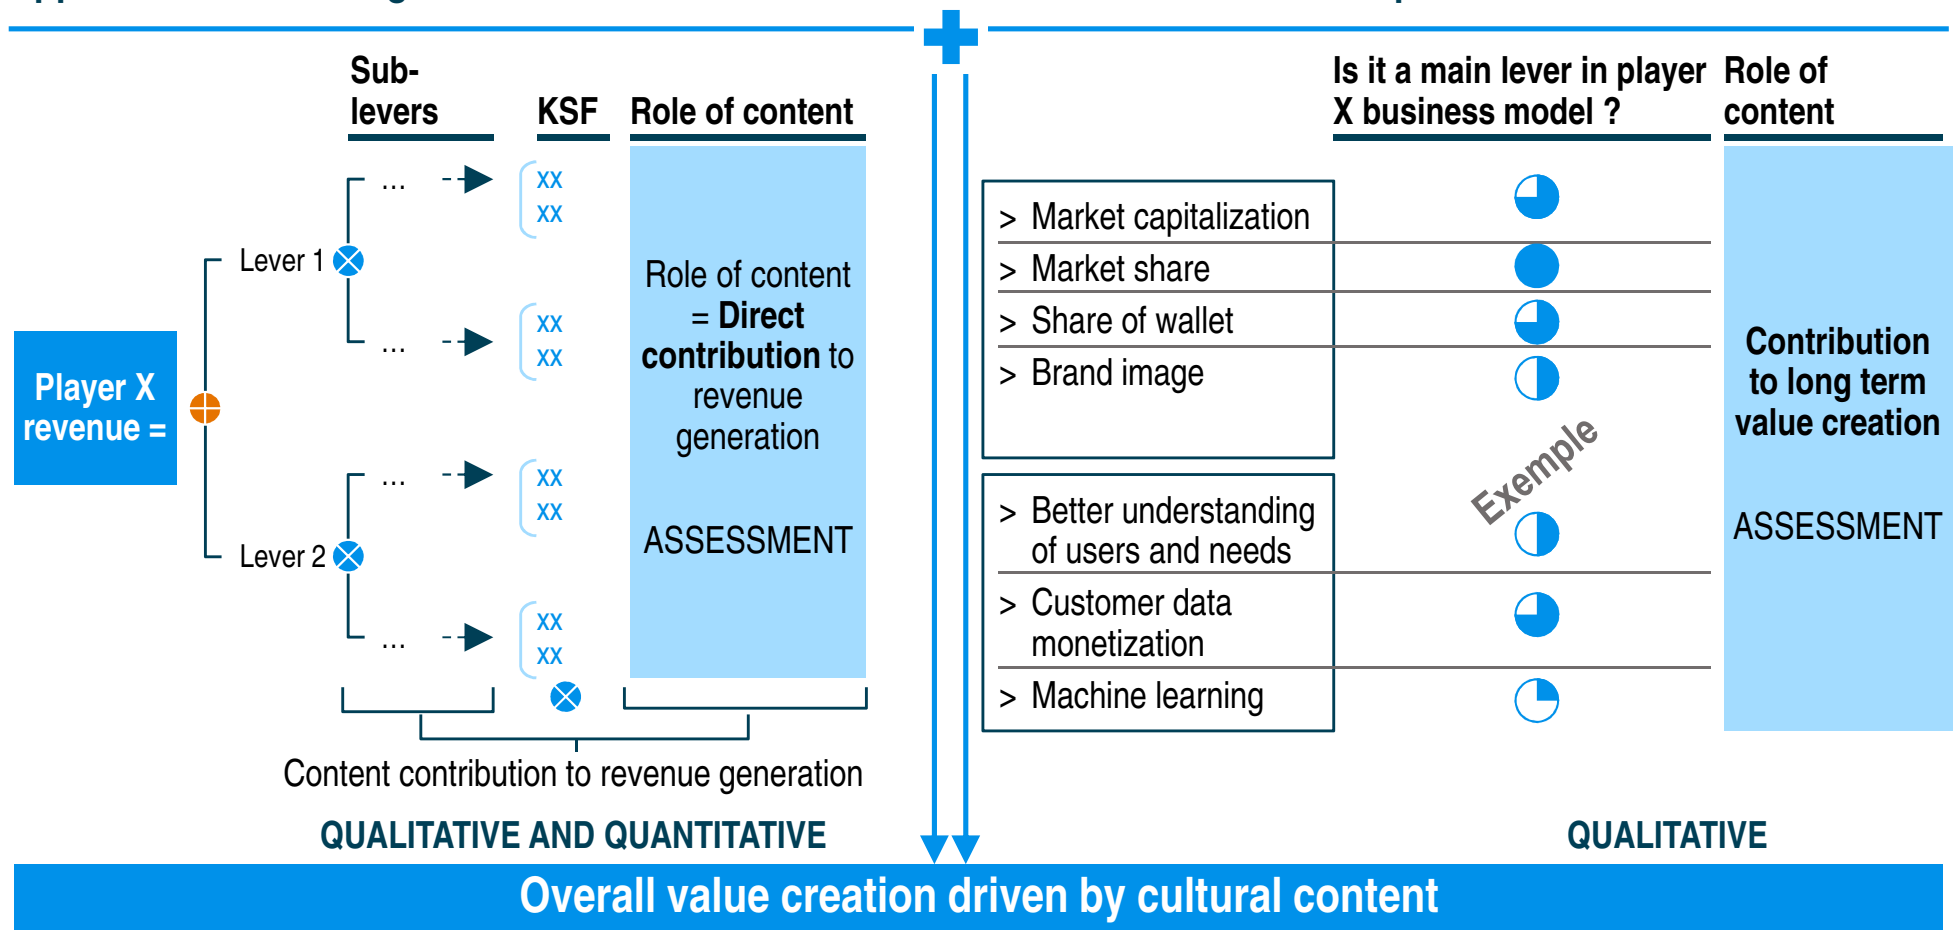 Sub-
levers
KSF
Role of content
... xx
xx
Lever 1
... xx
xx
Player X
revenue =
... xx
xx
Lever 2
... xx
xx
Role of content
= Direct
contribution to
revenue
generation
ASSESSMENT
Content contribution to revenue generation
QUALITATIVE AND QUANTITATIVE
Is it a main lever in player
X business model ?
Role of
content
> Market capitalization
> Market share
> Share of wallet
> Brand image
Exemple
> Better understanding
of users and needs
> Customer data
monetization
> Machine learning
Contribution
to long term
value creation
ASSESSMENT
QUALITATIVE
Overall value creation driven by cultural content